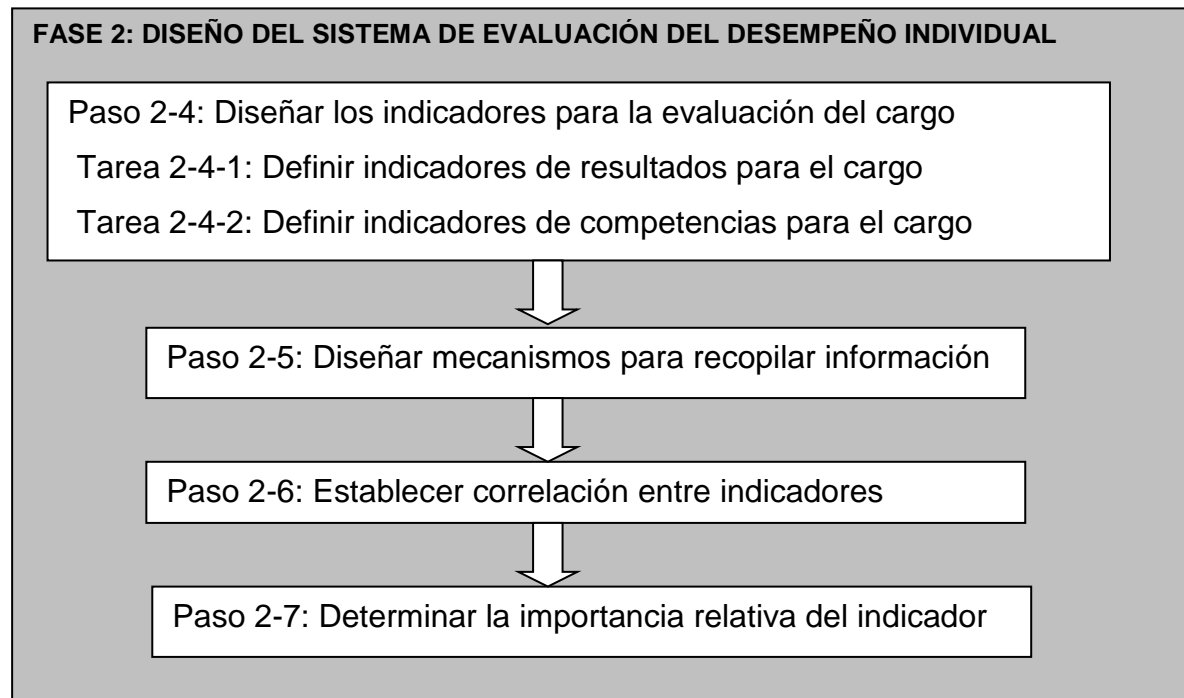 FASE 2: DISEÑO DEL SISTEMA DE EVALUACIÓN DEL DESEMPEÑO INDIVIDUAL
Paso 2-4: Diseñar los indicadores para la evaluación del cargo
Tarea 2-4-1: Definir indicadores de resultados para el cargo
Tarea 2-4-2: Definir indicadores de competencias para el cargo
Paso 2-5: Diseñar mecanismos para recopilar información
Paso 2-6: Establecer correlación entre indicadores
Paso 2-7: Determinar la importancia relativa del indicador